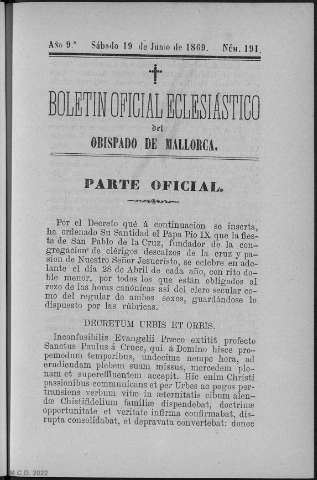 Año 9.º Sábado 19 de Junio de 1869. Núm. 191
BOLETIN OFICIAL ECLESIÁSTICO
del
OBISPADO DE MALLORCA.
PARTE OFICIAL.
Por el Decreto que á continuacion se inserta,
ha ordenado Su Santidad el Papa Pio IX que la fies-
ta de San Pablo de la Cruz, fundador de la con-
gregacion de clérigos descalzos de la cruz y pa-
sion de Nuestro Señor Jesucristo, se celebre en ade-
lante el dia 28 de Abril de cada año, con rito do-
ble menor, por todos los que están obligados al
rezo de las horas canónicas asi del clero secular co-
mo del regular de ambos sexos, guardándose lo
dispuesto por las rúbricas.
DECRETUM URBIS ET ORBIS.
Inconfusibilis Evangelii Præco extitit profecto
Sanctus Paulus à Cruce, qui à Domino hisce pro-
pemodum temporibus, undecima nempe hora, ad
erudiendam plebem suam missus, mercedem ple-
nam et supereffluentem accepit. Hic enim Christi
passionibus communicans et per Urbes ac pagos per-
transiens verbum vitæ in æternitatis cibum alen-
dæ Christifidelium familiæ dispendebat, doctrinæ
opportunitate et veritate infirma confirmabat, dis-
rupta consolidabat, et depravata convertebat: donec
M.C.D. 2022